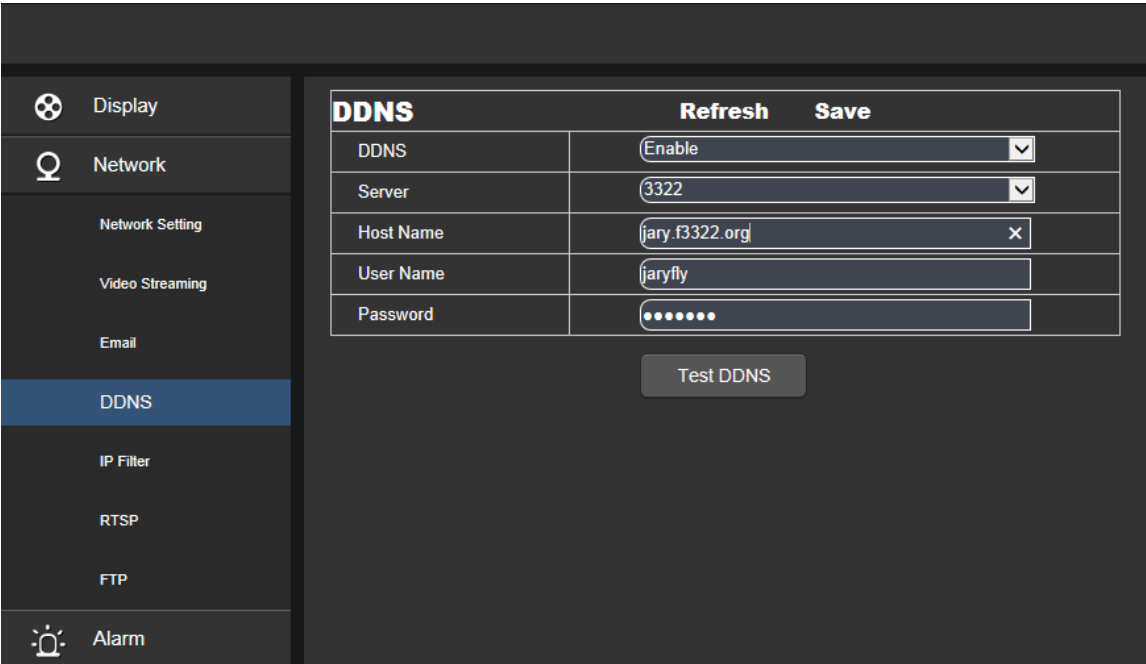 Display
Network
Network Setting
Video Streaming
Email
DDNS
IP Filter
RTSP
FTP
Alarm
DDNS Refresh Save
DDNS Enable
Server 3322
Host Name jary.f3322.org
User Name jaryfly
Password •••••••
Test DDNS